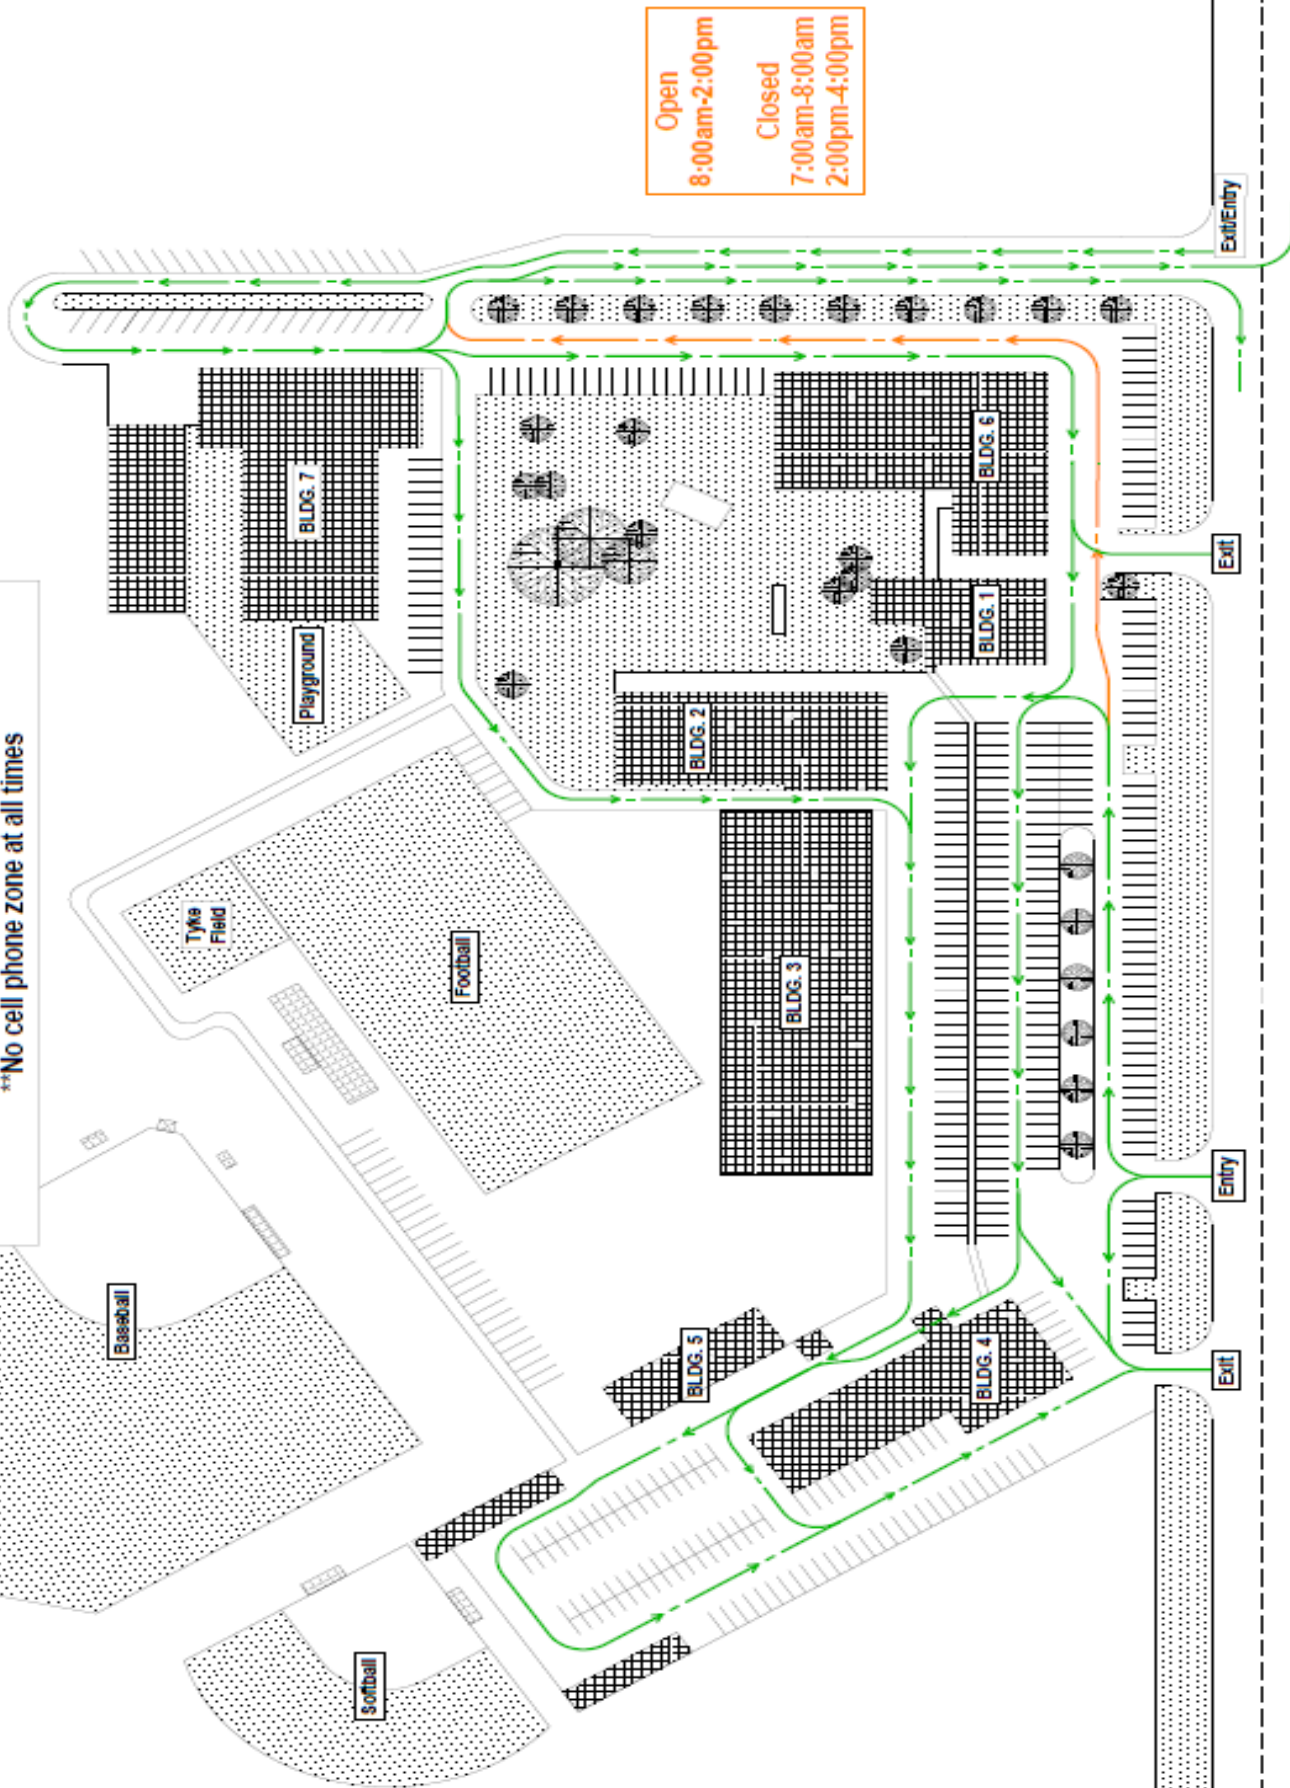 **No cell phone zone at all times
Open
8:00am-2:00pm
Closed
7:00am-8:00am
2:00pm-4:00pm
Exit/Entry
BLDG. 7
Playground
BLDG. 6
BLDG. 1
Exit
BLDG. 2
Tyke
Field
Football
BLDG. 3
Entry
Baseball
BLDG. 5
BLDG. 4
Exit
Softball